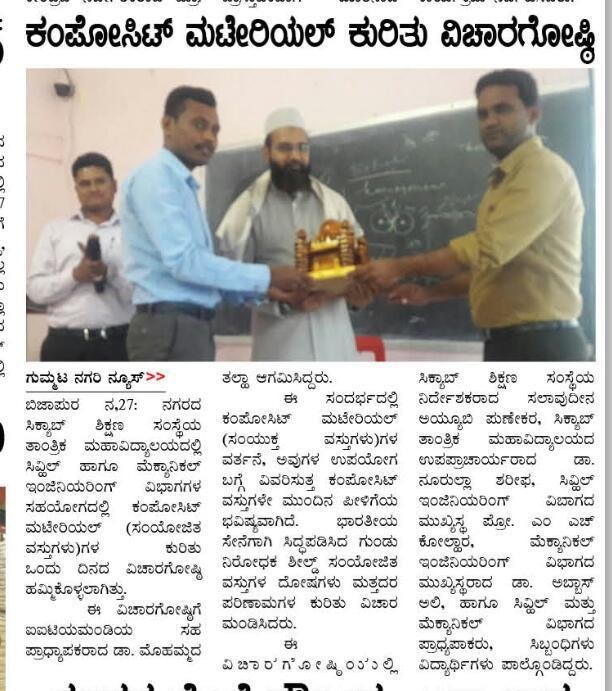 ಕಂಪೋಸಿಟ್ ಮಟೇರಿಯಲ್ ಕುರಿತು ವಿಚಾರಗೋಷ್ಠಿ
ಗುಮ್ಮಟ ನಗರಿ ನ್ಯೂಸ್>>
ಬಿಜಾಪುರ ನ,27: ನಗರದ
ಸಿಕ್ಯಾಬ್ ಶಿಕ್ಷಣ ಸಂಸ್ಥೆಯ
ತಾಂತ್ರಿಕ ಮಹಾವಿದ್ಯಾಲಯದಲ್ಲಿ
ಸಿವ್ಹಿಲ್ ಹಾಗೂ ಮೆಕ್ಯಾನಿಕಲ್
ಇಂಜಿನಿಯರಿಂಗ್ ವಿಭಾಗಗಳ
ಸಹಯೋಗದಲ್ಲಿ ಕಂಪೋಸಿಟ್
ಮಟೇರಿಯಲ್ (ಸಂಯೋಜಿತ
ವಸ್ತುಗಳು)ಗಳ ಕುರಿತು
ಒಂದು ದಿನದ ವಿಚಾರಗೋಷ್ಠಿ
ಹಮ್ಮಿಕೊಳ್ಳಲಾಗಿತ್ತು.
ಈ ವಿಚಾರಗೋಷ್ಠಿಗೆ
ಐಐಟಿಯಮಂಡಿಯ ಸಹ
ಪ್ರಾಧ್ಯಾಪಕರಾದ ಡಾ. ಮೊಹಮ್ಮದ
ತಲ್ಹಾ ಆಗಮಿಸಿದ್ದರು.
ಈ ಸಂದರ್ಭದಲ್ಲಿ
ಕಂಪೋಸಿಟ್ ಮಟೇರಿಯಲ್
(ಸಂಯುಕ್ತ ವಸ್ತುಗಳು)ಗಳ
ವರ್ತನೆ, ಅವುಗಳ ಉಪಯೋಗ
ಬಗ್ಗೆ ವಿವರಿಸುತ್ತ ಕಂಪೋಸಿಟ್
ವಸ್ತುಗಳೇ ಮುಂದಿನ ಪೀಳಿಗೆಯ
ಭವಿಷ್ಯವಾಗಿದೆ. ಭಾರತೀಯ
ಸೇನೆಗಾಗಿ ಸಿದ್ಧಪಡಿಸಿದ ಗುಂಡು
ನಿರೋಧಕ ಶೀಲ್ಡ್ ಸಂಯೋಜಿತ
ವಸ್ತುಗಳ ದೋಷಗಳು ಮತ್ತದರ
ಪರಿಣಾಮಗಳ ಕುರಿತು ವಿಚಾರ
ಮಂಡಿಸಿದರು.
ಈ
ವಿಚಾರಗೋಷ್ಠಿಯಲ್ಲಿ
ಸಿಕ್ಯಾಬ್ ಶಿಕ್ಷಣ ಸಂಸ್ಥೆಯ
ನಿರ್ದೇಶಕರಾದ ಸಲಾವುದೀನ
ಅಯ್ಯೂಬಿ ಪುಣೇಕರ, ಸಿಕ್ಯಾಬ್
ತಾಂತ್ರಿಕ ಮಹಾವಿದ್ಯಾಲಯದ
ಉಪಪ್ರಾಚಾರ್ಯರಾದ ಡಾ.
ನೂರುಲ್ಲಾ ಶರೀಫ, ಸಿವ್ಹಿಲ್
ಇಂಜಿನಿಯರಿಂಗ್ ವಿಬಾಗದ
ಮುಖ್ಯಸ್ಥ ಪ್ರೋ. ಎಂ ಎಚ್
ಕೋಲ್ಹಾರ, ಮೆಕ್ಯಾನಿಕಲ್
ಇಂಜಿನಿಯರಿಂಗ್ ವಿಭಾಗದ
ಮುಖ್ಯಸ್ಥರಾದ ಡಾ. ಅಬ್ಬಾಸ್
ಅಲಿ, ಹಾಗೂ ಸಿವ್ಹಿಲ್ ಮತ್ತು
ಮೆಕ್ಯಾನಿಕಲ್ ವಿಭಾಗದ
ಪ್ರಾಧ್ಯಾಪಕರು, ಸಿಬ್ಬಂಧಿಗಳು
ವಿದ್ಯಾರ್ಥಿಗಳು ಪಾಲ್ಗೊಂಡಿದ್ದರು.